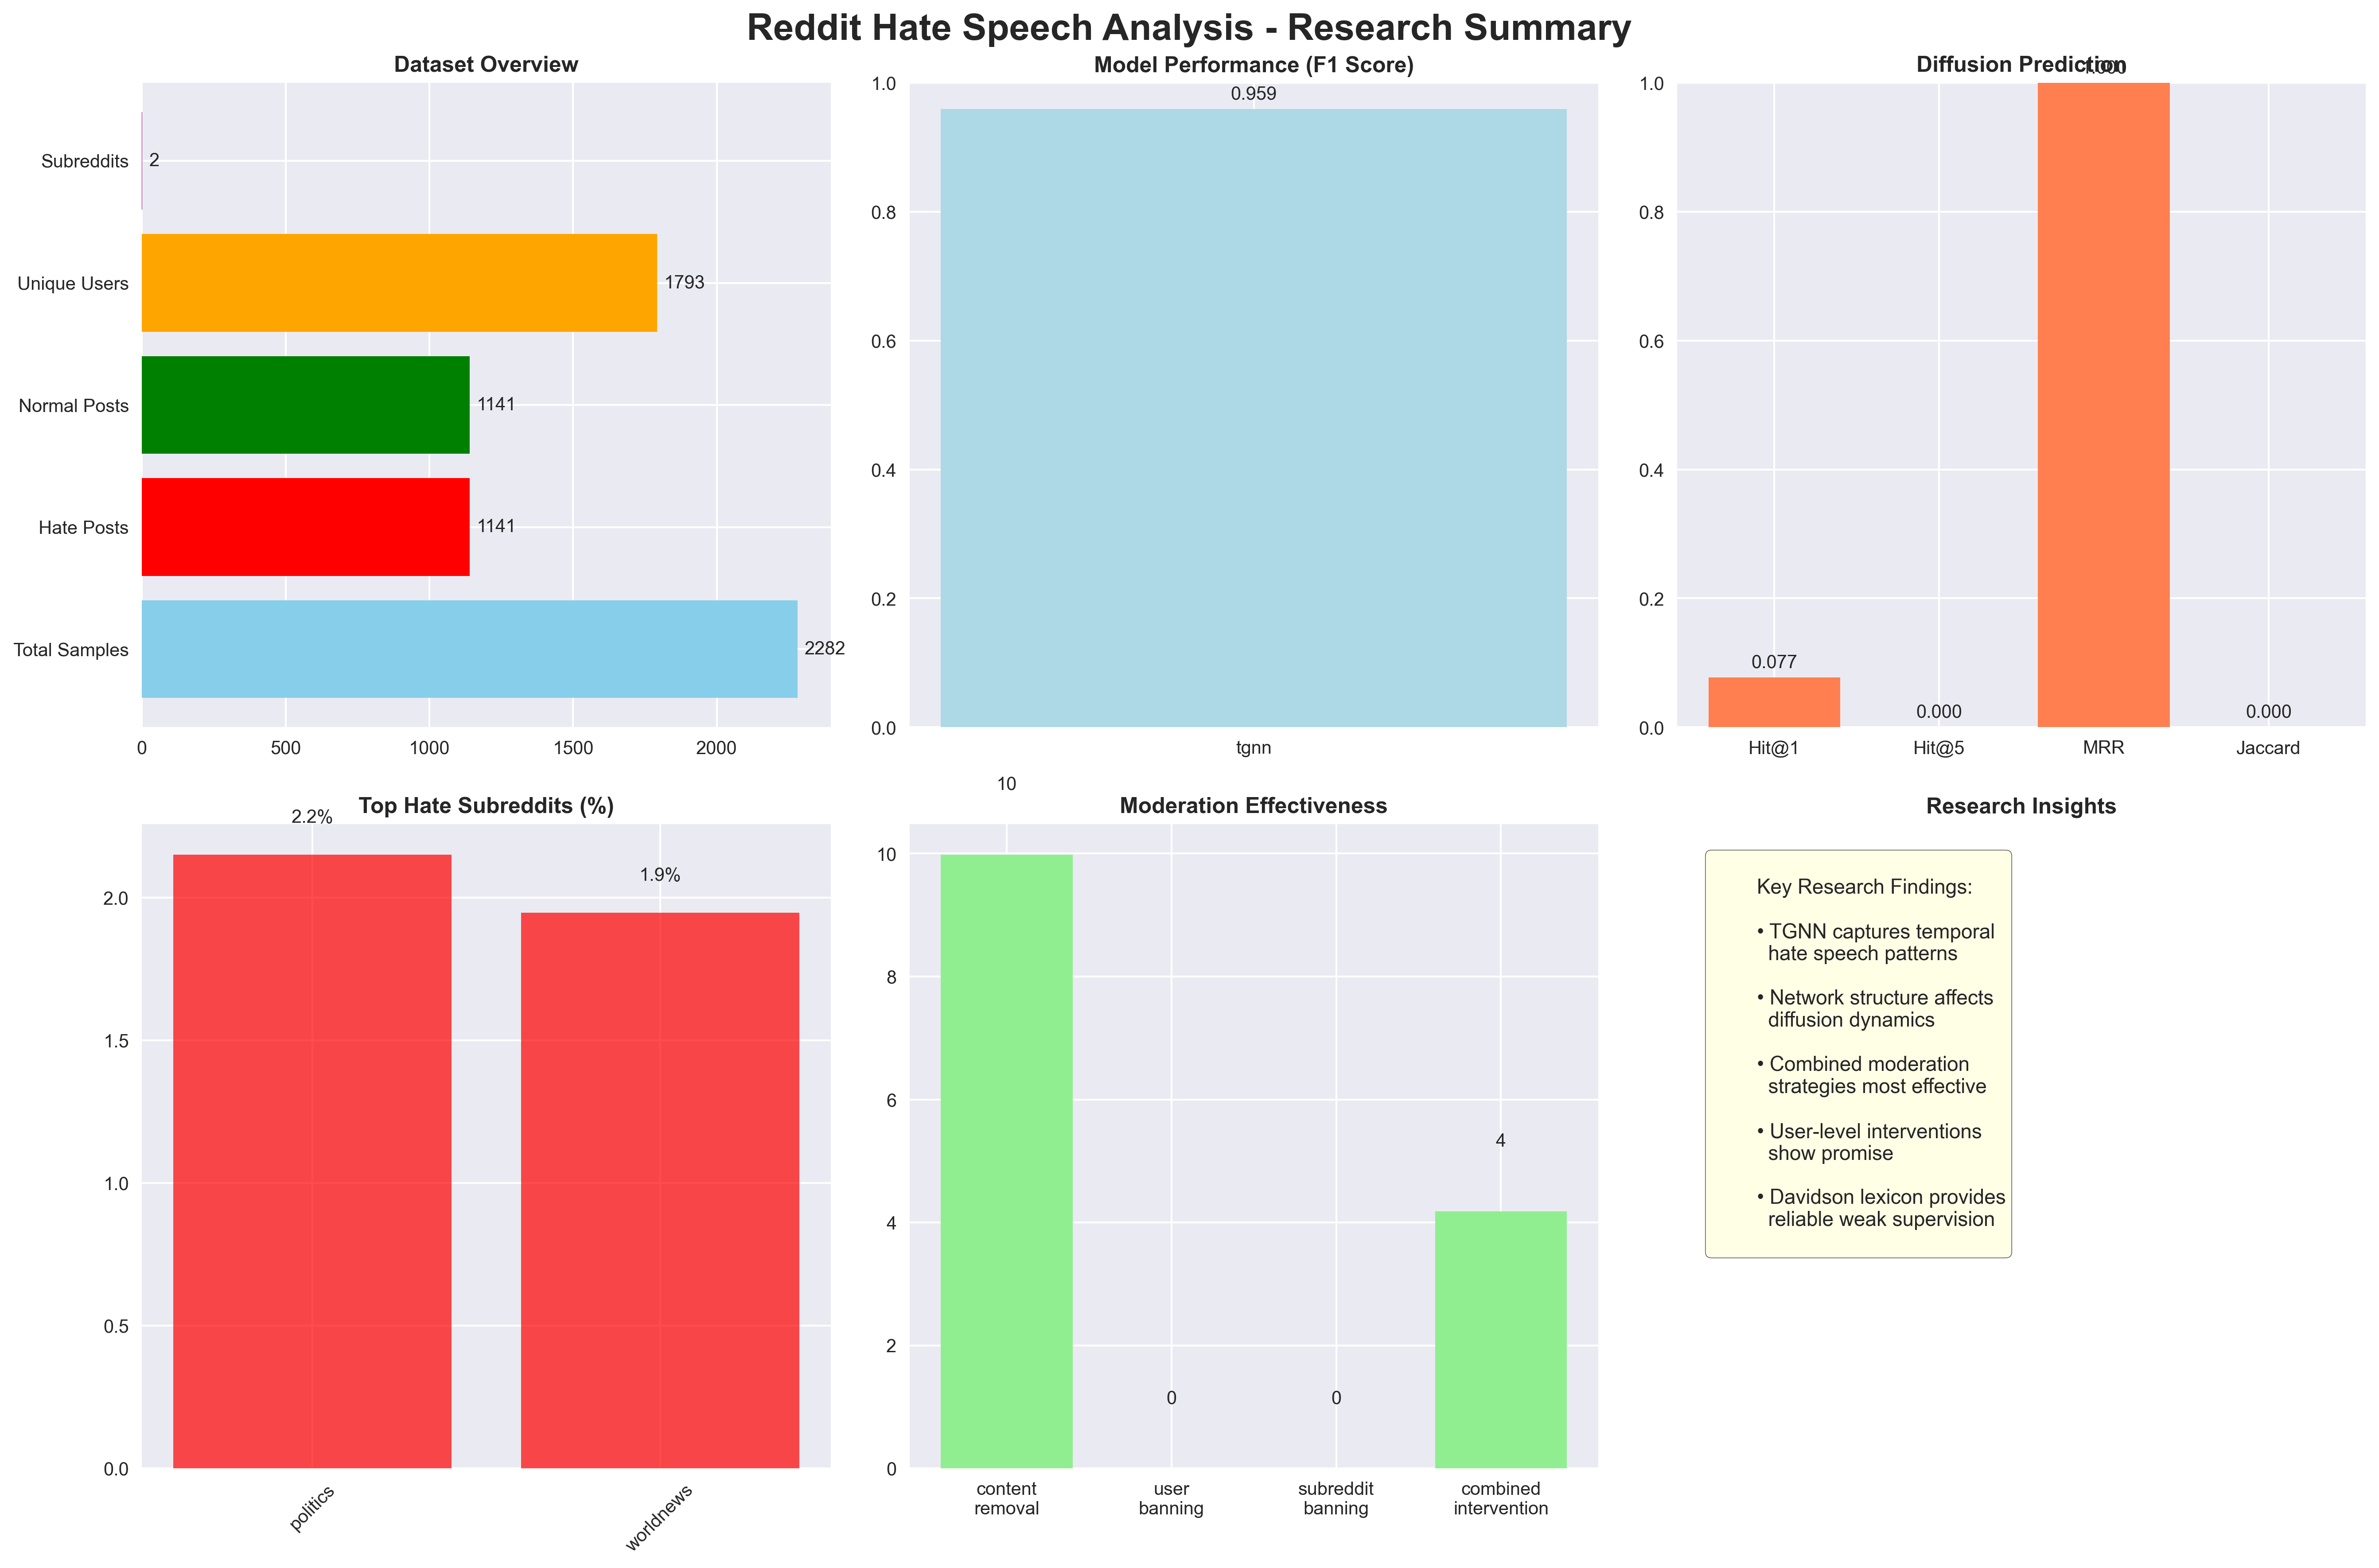 Reddit Hate Speech Analysis - Research Summary
Dataset Overview
Subreddits
2
Unique Users
1793
Normal Posts
1141
Hate Posts
1141
Total Samples
2282
0 500 1000 1500 2000
Model Performance (F1 Score)
1.0
0.959
0.8
0.6
0.4
0.2
0.0
tgnn
Diffusion Prediction
1.000
1.0
0.8
0.6
0.4
0.2
0.0
0.077
0.000
0.000
Hit@1 Hit@5 MRR Jaccard
Top Hate Subreddits (%)
2.2%
1.9%
2.0
1.5
1.0
0.5
0.0
politics
worldnews
10
Moderation Effectiveness
10
8
6
4
2
0
0
0
4
content
removal
user
banning
subreddit
banning
combined
intervention
Research Insights
Key Research Findings:
• TGNN captures temporal
hate speech patterns
• Network structure affects
diffusion dynamics
• Combined moderation
strategies most effective
• User-level interventions
show promise
• Davidson lexicon provides
reliable weak supervision